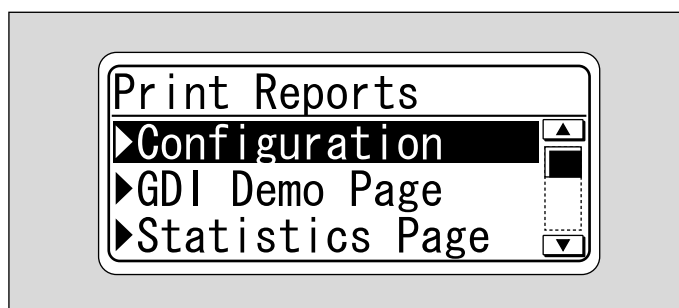 Print Reports
Configuration
GDI Demo Page
Statistics Page